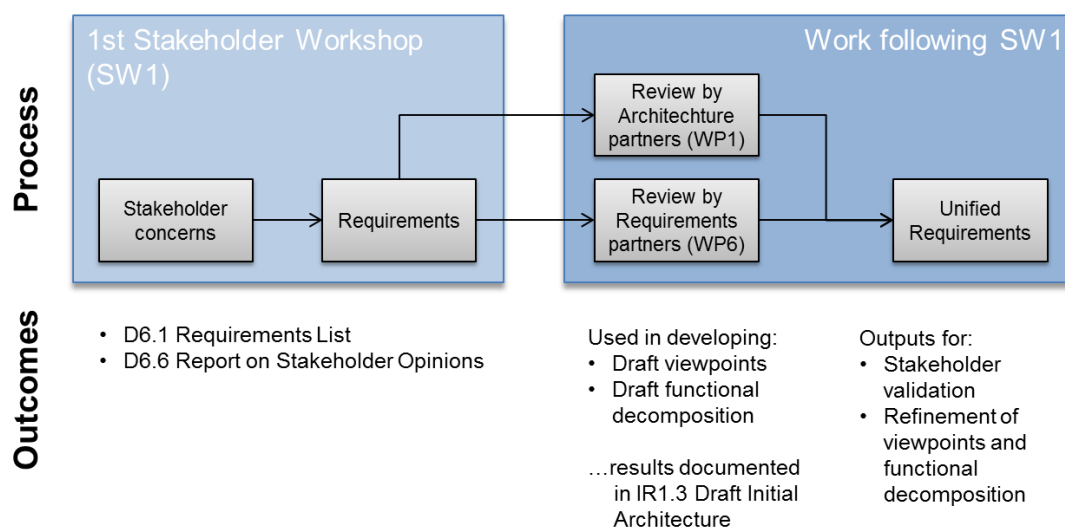 1st Stakeholder Workshop
(SW1)
Work following SW1
Process
Review by
Architechture
partners (WP1)
Stakeholder
concerns
Requirements
Review by
Requirements
partners (WP6)
Unified
Requirements
Outcomes
• D6.1 Requirements List
• D6.6 Report on Stakeholder Opinions
Used in developing:
• Draft viewpoints
• Draft functional
decomposition
…results documented
in IR1.3 Draft Initial
Architecture
Outputs for:
• Stakeholder
validation
• Refinement of
viewpoints and
functional
decomposition